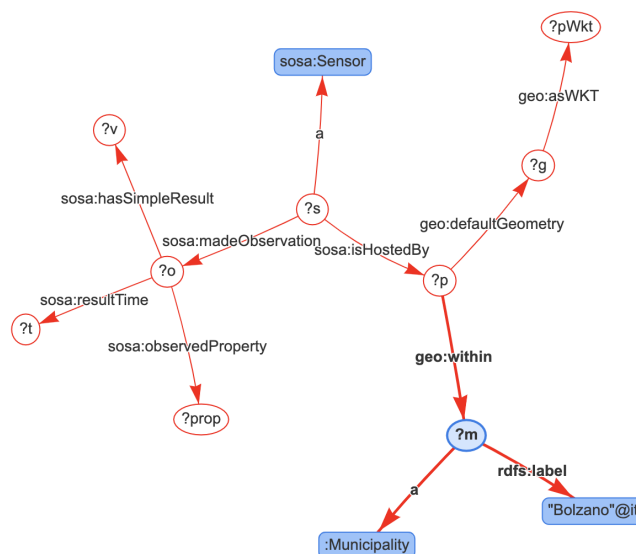 ?pWkt
sosa:Sensor
geo:asWKT
?v
a
?g
sosa:hasSimpleResult
?s
geo:defaultGeometry
sosa:madeObservation
sosa:isHostedBy
?o
?p
sosa:resultTime
?t
sosa:observedProperty
geo:within
?prop
?m
rdfs:label
a
"Bolzano"@it
:Municipality